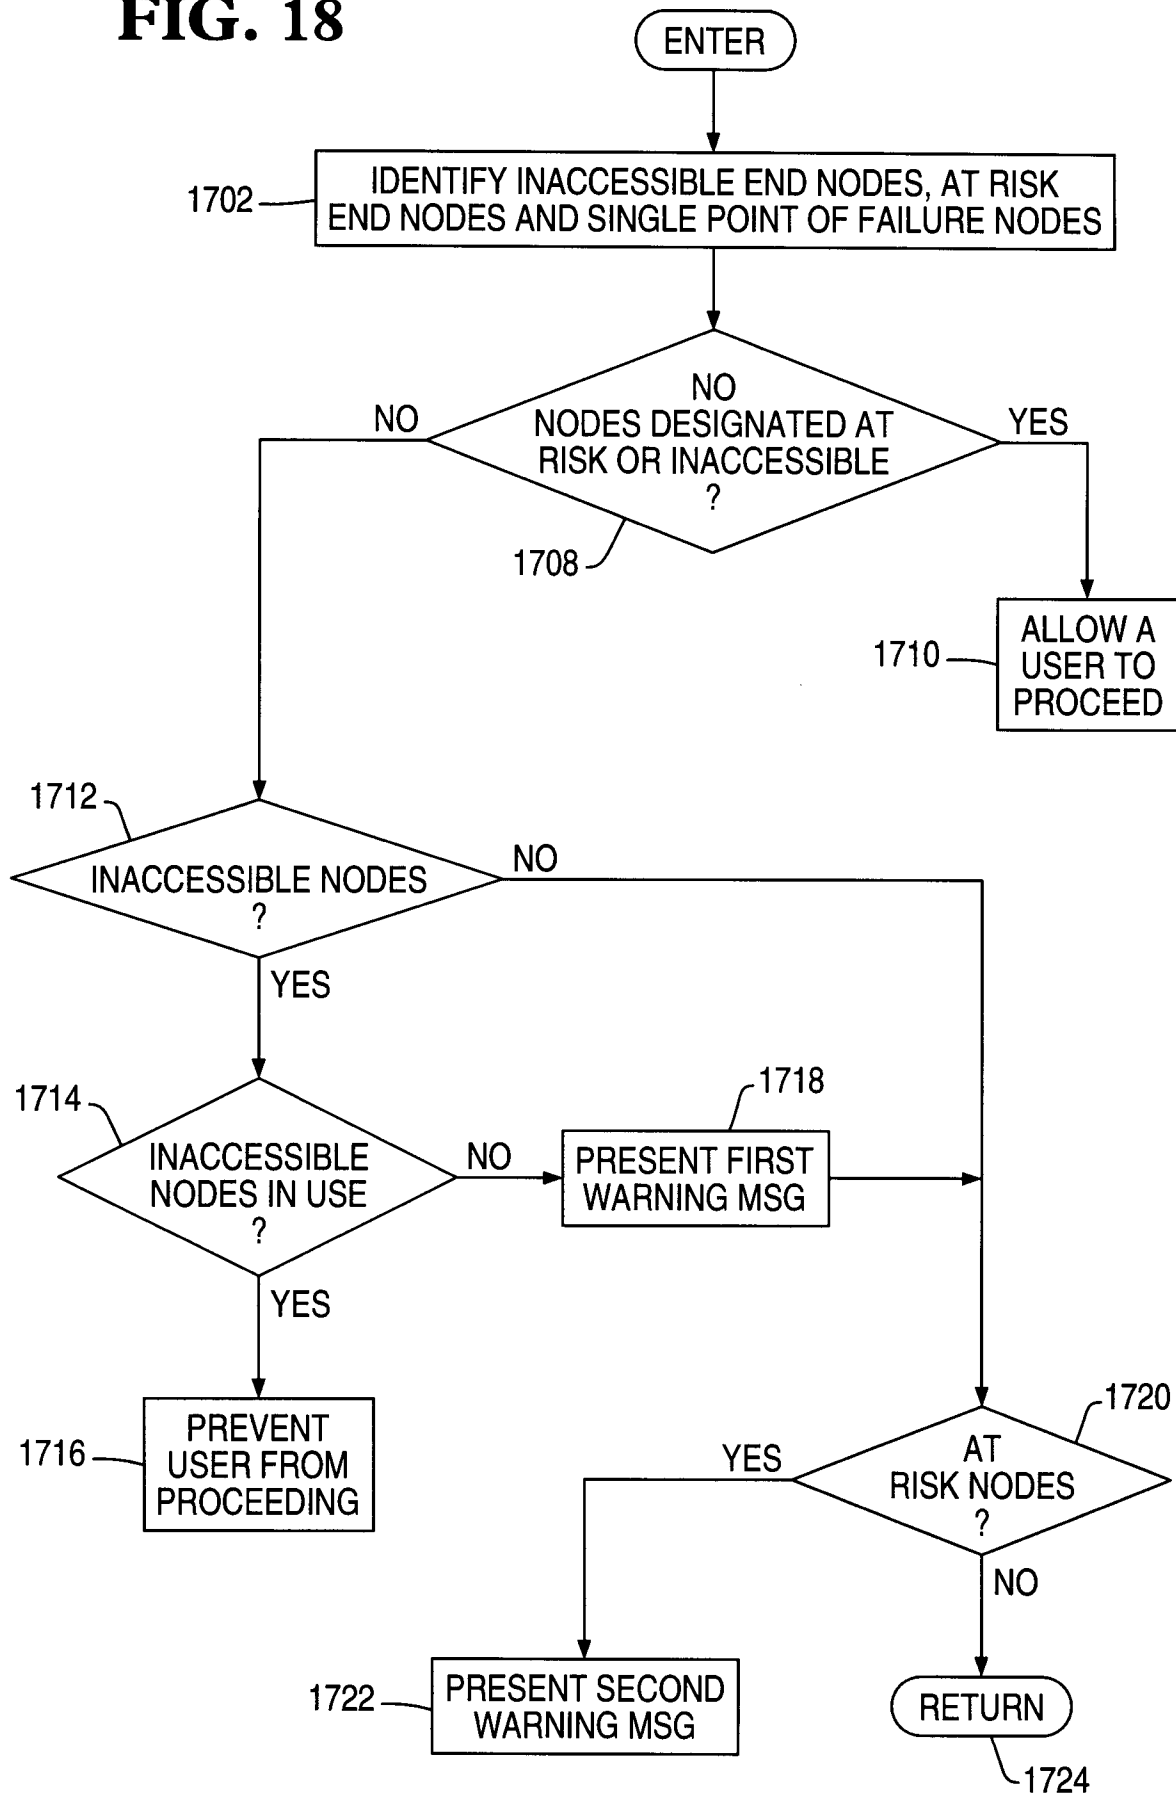 FIG. 18
ENTER
1702
IDENTIFY INACCESSIBLE END NODES, AT RISK
END NODES AND SINGLE POINT OF FAILURE NODES
NO
NODES DESIGNATED AT
RISK OR INACCESSIBLE
?
NO
YES
1708
1710
ALLOW A
USER TO
PROCEED
1712
INACCESSIBLE NODES
?
NO
YES
1714
INACCESSIBLE
NODES IN USE
?
NO
1718
PRESENT FIRST
WARNING MSG
YES
1716
PREVENT
USER FROM
PROCEEDING
1720
AT
RISK NODES
?
YES
NO
1722
PRESENT SECOND
WARNING MSG
RETURN
1724